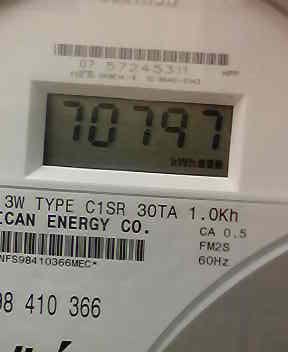 07 57245311
70797
kWh
3W TYPE C1SR 30TA 1.0Kh
ICAN ENERGY CO.
CA 0.5
FM2S
NFS98410366MEC*
60Hz
98 410 366